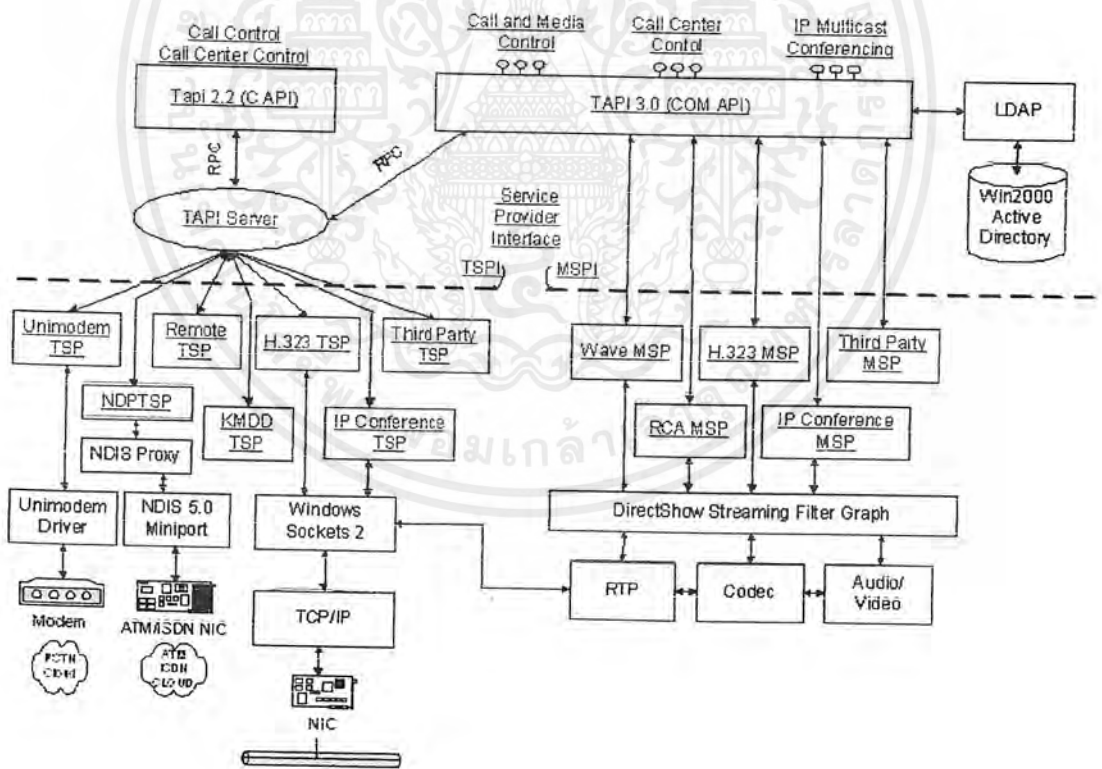 Call Control
Call Center Control
Tapi 2.2 (C API)
Call and Media
Control
Call Center
Contol
IP Multicast
Conferencing
TAPI 3.0 (COM API)
LDAP
Win2000
Active
Directory
RPC
RPC
TAPI Server
Service
Provider
Interface
TSPI
MSPI
Unimodem
TSP
Remote
TSP
H.323 TSP
Third Party
TSP
Wave MSP
H.323 MSP
Third Party
MSP
NDPTSP
KMDD
TSP
IP Conference
TSP
RCA MSP
IP Conference
MSP
NDIS Proxy
Unimodem
Driver
NDIS 5.0
Miniport
Windows
Sockets 2
DirectShow Streaming Filter Graph
RTP
Codec
Audio/
Video
TCP/IP
Modem
ATM/ISDN NIC
ISDN
CLOUD
NIC